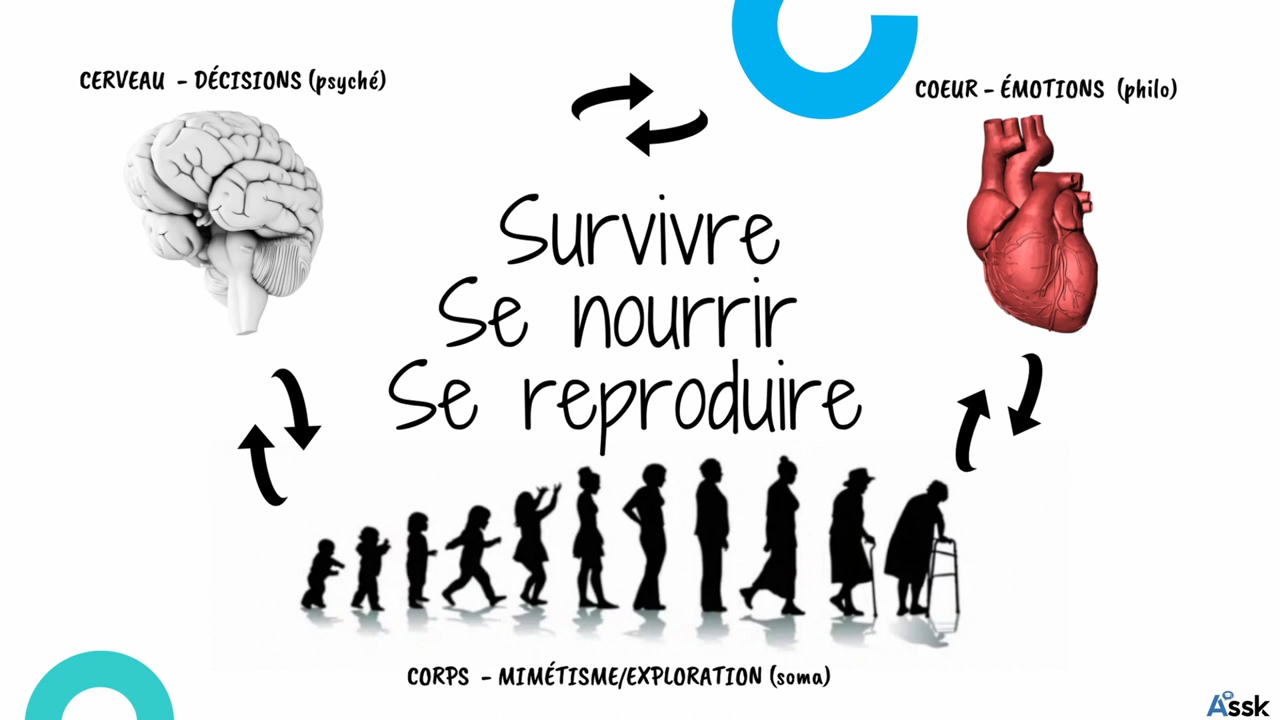 CERVEAU - DÉCISIONS (psyché)
COEUR - ÉMOTIONS (philo)
Survivre
Se nourrir
Se reproduire
CORPS - MIMÉTISME/EXPLORATION (soma)
Assk